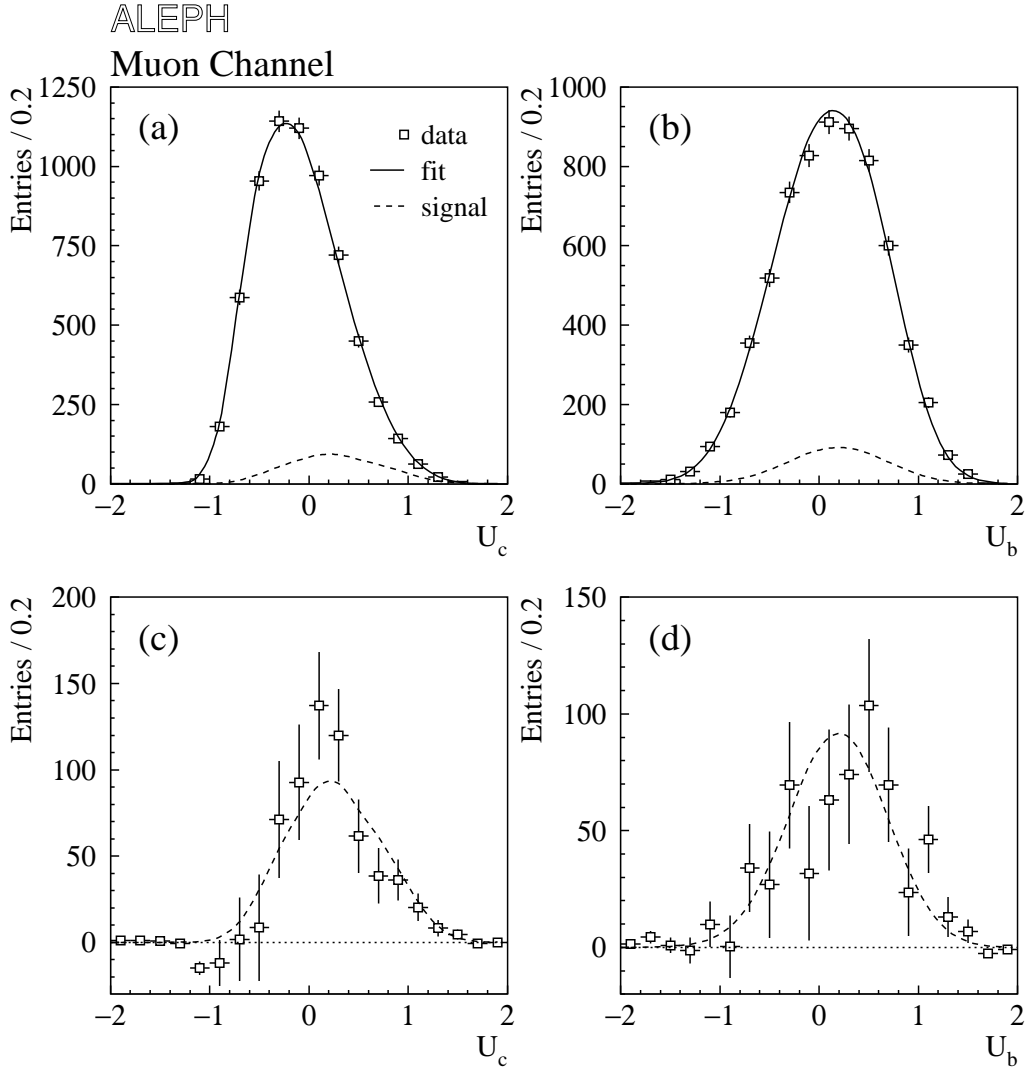 ALEPH
Muon Channel
(a)
Entries / 0.2
1250
1000
750
500
250
0
data
fit
signal
−2 −1 0 1 2
U_c
(b)
Entries / 0.2
1000
800
600
400
200
0
−2 −1 0 1 2
U_b
(c)
Entries / 0.2
200
150
100
50
0
−2 −1 0 1 2
U_c
(d)
Entries / 0.2
150
100
50
0
−2 −1 0 1 2
U_b